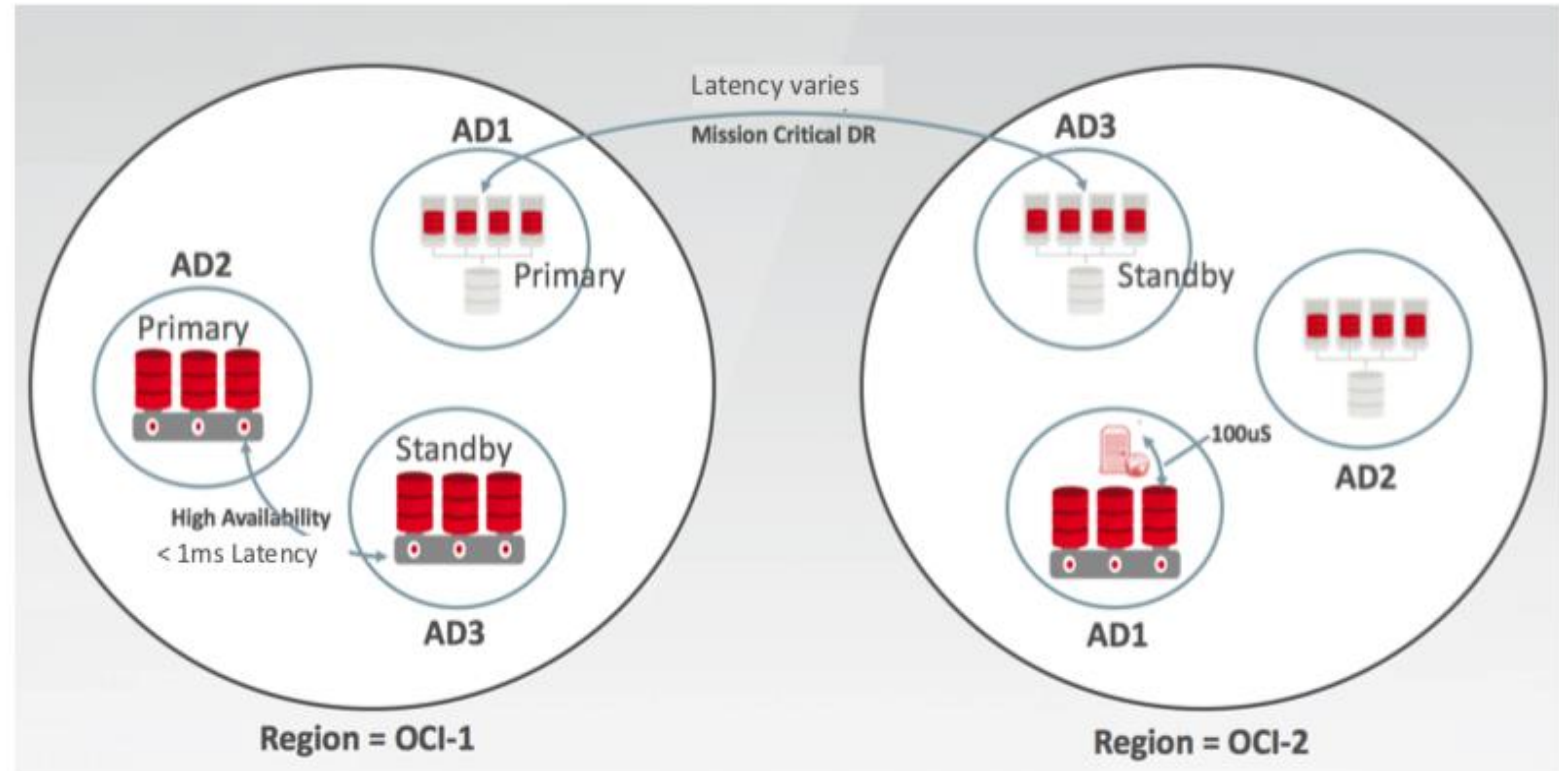 Latency varies
Mission Critical DR
AD1
Primary
AD2
Primary
High Availability
< 1ms Latency
Standby
AD3
Region = OCI-1
AD3
Standby
AD2
100uS
AD1
Region = OCI-2